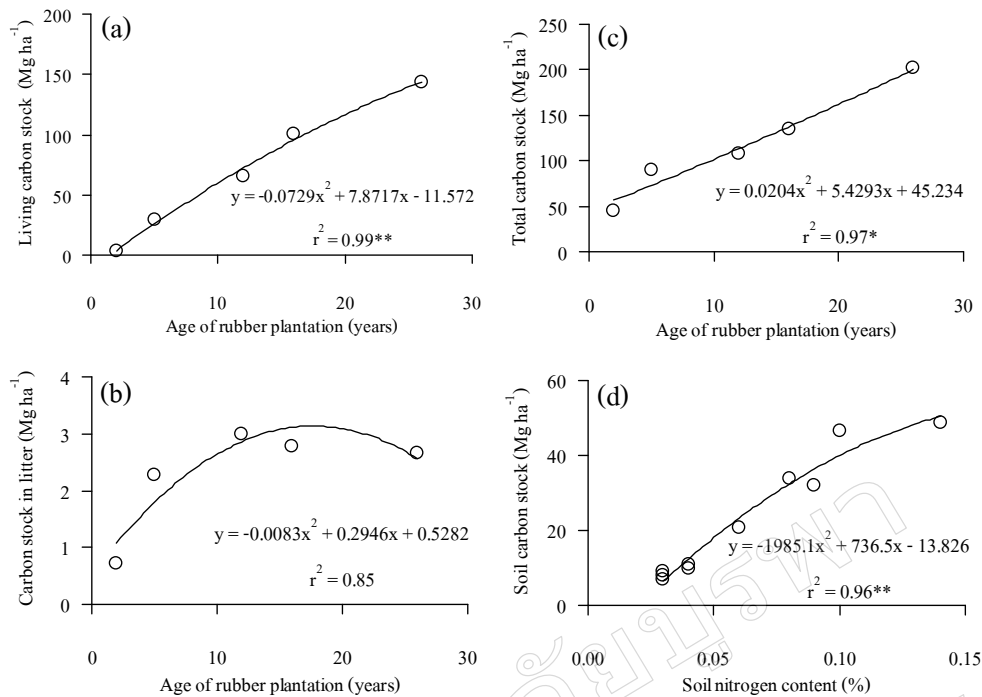 (a)
Living carbon stock (Mg ha⁻¹)
200
150
100
50
0
y = -0.0729x² + 7.8717x - 11.572
r² = 0.99**
0 10 20 30
Age of rubber plantation (years)
(c)
Total carbon stock (Mg ha⁻¹)
250
200
150
100
50
0
y = 0.0204x² + 5.4293x + 45.234
r² = 0.97*
0 10 20 30
Age of rubber plantation (years)
(b)
Carbon stock in litter (Mg ha⁻¹)
4
3
2
1
0
y = -0.0083x² + 0.2946x + 0.5282
r² = 0.85
0 10 20 30
Age of rubber plantation (years)
(d)
Soil carbon stock (Mg ha⁻¹)
60
40
20
0
y = -1985.1x² + 736.5x - 13.826
r² = 0.96**
0.00 0.05 0.10 0.15
Soil nitrogen content (%)
ลัยบูรพา